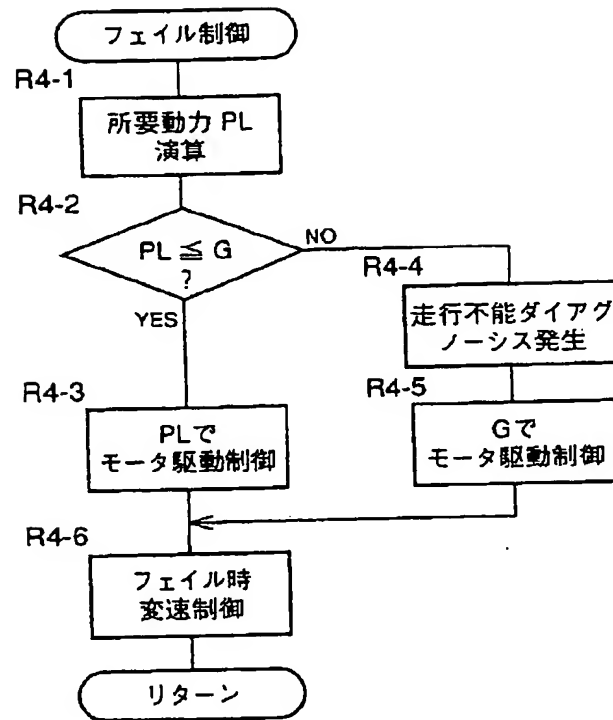 フェイル制御
R4-1
所要動力 PL
演算
R4-2
PL ≦ G
?
NO
YES
R4-4
走行不能ダイアグ
ノーシス発生
R4-3
R4-5
PLで
モータ駆動制御
Gで
モータ駆動制御
R4-6
フェイル時
変速制御
リターン